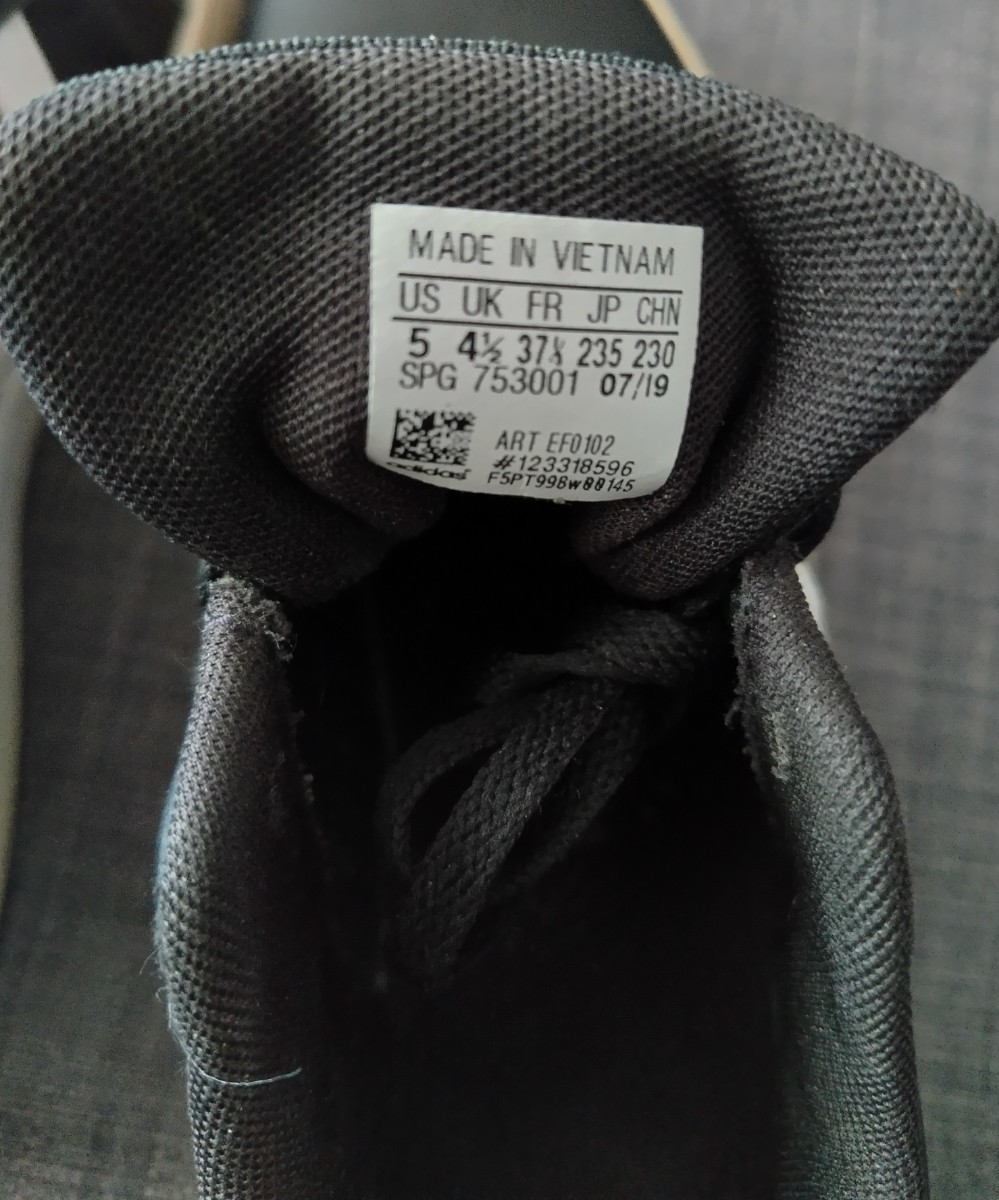 MADE IN VIETNAM
US UK FR JP CHN
5 4½ 37⅓ 235 230
SPG 753001 07/19
ART EF0102
#123318596
adidas F5PT998W00145